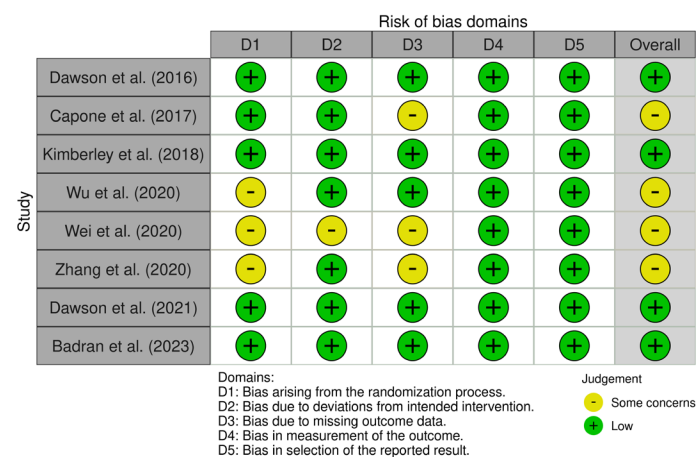 Risk of bias domains
D1 D2 D3 D4 D5 Overall
Dawson et al. (2016) + + + + + +
Capone et al. (2017) + + - + + -
Kimberley et al. (2018) + + + + + +
Wu et al. (2020) - + + + + -
Wei et al. (2020) - - - + + -
Zhang et al. (2020) - + - + + -
Dawson et al. (2021) + + + + + +
Badran et al. (2023) + + + + + +
Study
Domains:
D1: Bias arising from the randomization process.
D2: Bias due to deviations from intended intervention.
D3: Bias due to missing outcome data.
D4: Bias in measurement of the outcome.
D5: Bias in selection of the reported result.
Judgement
- Some concerns
+ Low